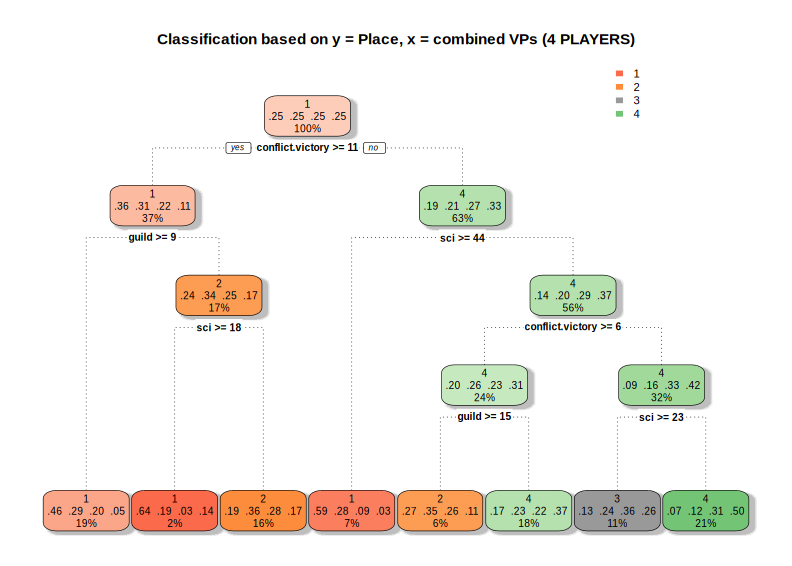 Classification based on y = Place, x = combined VPs (4 PLAYERS)
1
2
3
4
1
.25 .25 .25 .25
100%
yes conflict.victory >= 11 no
1
.36 .31 .22 .11
37%
4
.19 .21 .27 .33
63%
guild >= 9
sci >= 44
2
.24 .34 .25 .17
17%
4
.14 .20 .29 .37
56%
sci >= 18
conflict.victory >= 6
4
.20 .26 .23 .31
24%
4
.09 .16 .33 .42
32%
guild >= 15
sci >= 23
1
.46 .29 .20 .05
19%
1
.64 .19 .03 .14
2%
2
.19 .36 .28 .17
16%
1
.59 .28 .09 .03
7%
2
.27 .35 .26 .11
6%
4
.17 .23 .22 .37
18%
3
.13 .24 .36 .26
11%
4
.07 .12 .31 .50
21%